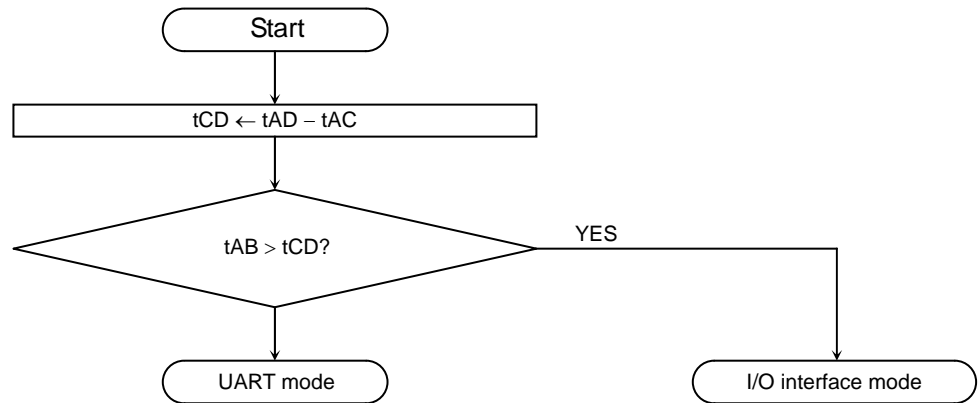 Start
tCD ← tAD − tAC
tAB > tCD?
YES
UART mode
I/O interface mode